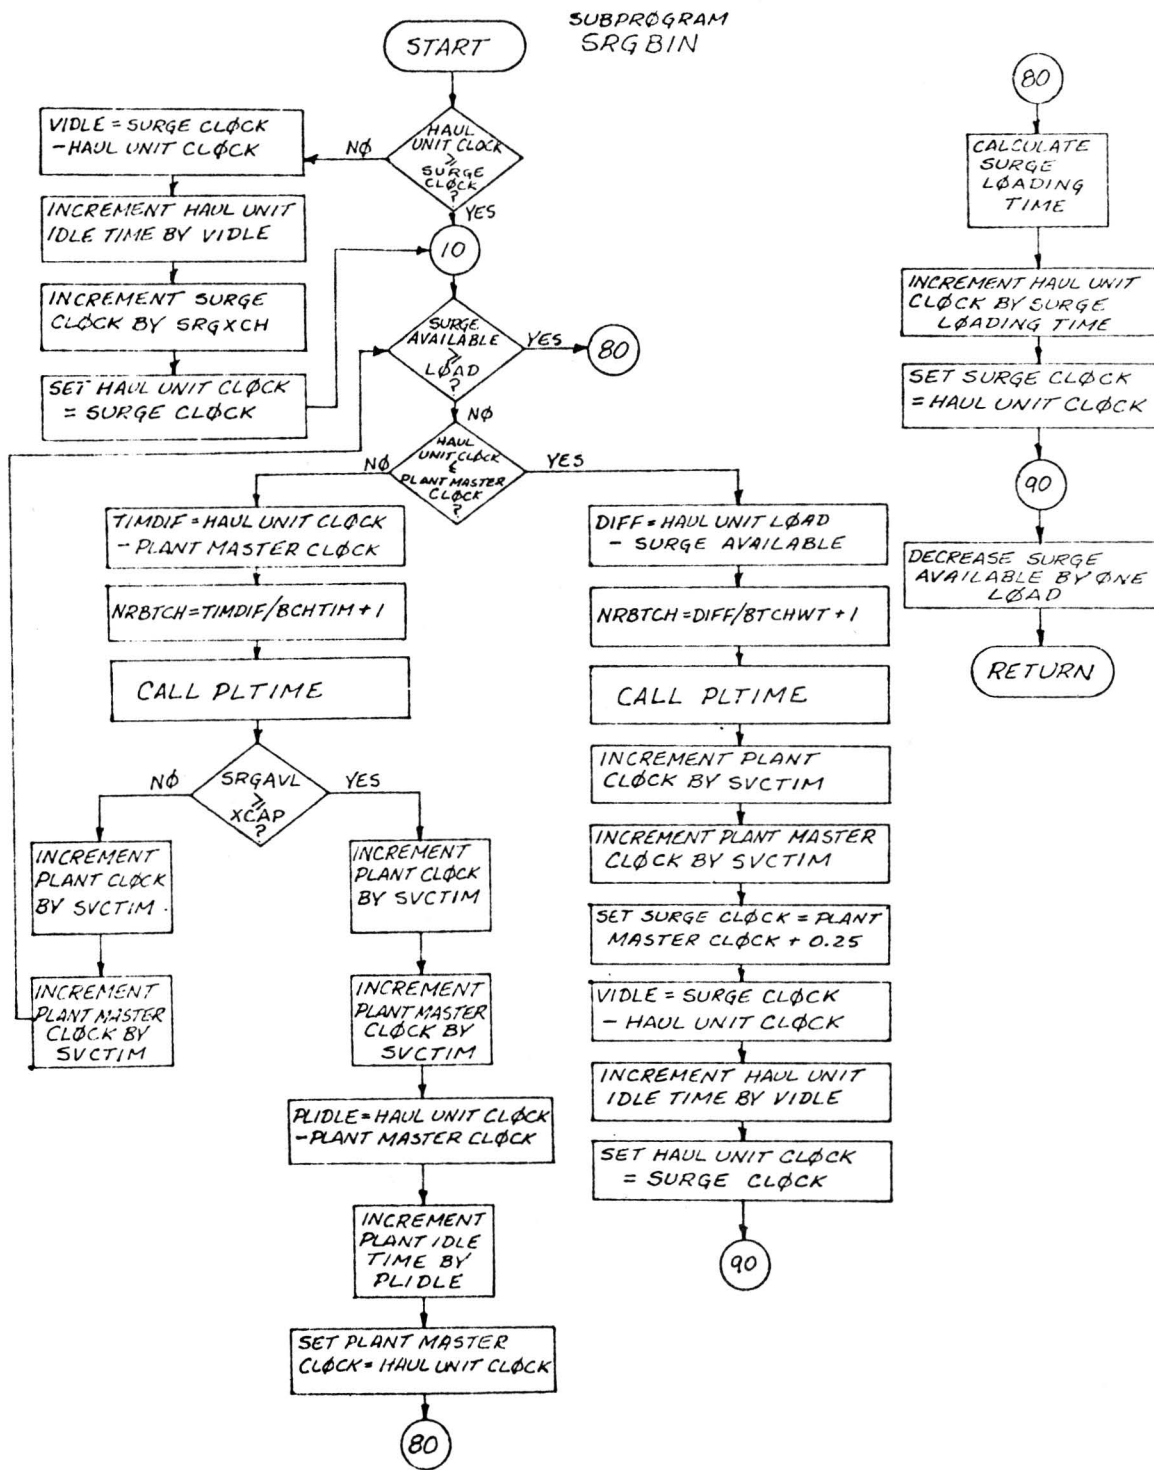 SUBPRØGRAM
SRGBIN
START
HAUL
UNIT CLØCK
≥
SURGE
CLØCK
?
NØ
YES
VIDLE = SURGE CLØCK
- HAUL UNIT CLØCK
INCREMENT HAUL UNIT
IDLE TIME BY VIDLE
INCREMENT SURGE
CLØCK BY SRGXCH
SET HAUL UNIT CLØCK
= SURGE CLØCK
10
SURGE
AVAILABLE
≥
LØAD
?
YES
80
NØ
HAUL
UNIT CLØCK
PLANT MASTER
CLØCK
?
NØ
YES
TIMDIF = HAUL UNIT CLØCK
- PLANT MASTER CLØCK
NRBTCH = TIMDIF/BCHTIM + 1
CALL PLTIME
SRGAVL
≥
XCAP
?
NØ
YES
INCREMENT
PLANT CLØCK
BY SVCTIM.
INCREMENT
PLANT MASTER
CLØCK BY
SVCTIM
INCREMENT
PLANT CLØCK
BY SVCTIM
INCREMENT
PLANT MASTER
CLØCK BY
SVCTIM
PLIDLE = HAUL UNIT CLØCK
- PLANT MASTER CLØCK
INCREMENT
PLANT IDLE
TIME BY
PLIDLE
SET PLANT MASTER
CLØCK = HAUL UNIT CLØCK
80
DIFF = HAUL UNIT LØAD
- SURGE AVAILABLE
NRBTCH = DIFF/BTCHWT + 1
CALL PLTIME
INCREMENT PLANT
CLØCK BY SVCTIM
INCREMENT PLANT MASTER
CLØCK BY SVCTIM
SET SURGE CLØCK = PLANT
MASTER CLØCK + 0.25
VIDLE = SURGE CLØCK
- HAUL UNIT CLØCK
INCREMENT HAUL UNIT
IDLE TIME BY VIDLE
SET HAUL UNIT CLØCK
= SURGE CLØCK
90
80
CALCULATE
SURGE
LØADING
TIME
INCREMENT HAUL UNIT
CLØCK BY SURGE
LØADING TIME
SET SURGE CLØCK
= HAUL UNIT CLØCK
90
DECREASE SURGE
AVAILABLE BY ØNE
LØAD
RETURN